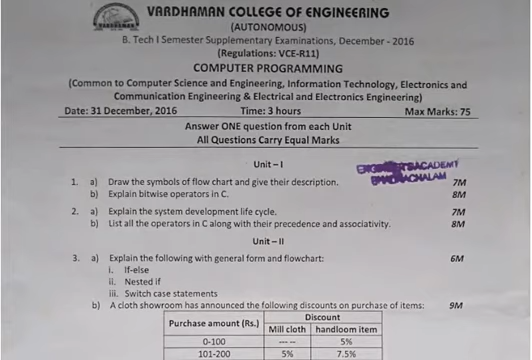 VARDHAMAN COLLEGE OF ENGINEERING
(AUTONOMOUS)
B. Tech I Semester Supplementary Examinations, December - 2016
(Regulations: VCE-R11)
COMPUTER PROGRAMMING
(Common to Computer Science and Engineering, Information Technology, Electronics and
Communication Engineering & Electrical and Electronics Engineering)
Date: 31 December, 2016 Time: 3 hours Max Marks: 75
Answer ONE question from each Unit
All Questions Carry Equal Marks
Unit – I
1. a) Draw the symbols of flow chart and give their description. 7M
b) Explain bitwise operators in C. 8M
2. a) Explain the system development life cycle. 7M
b) List all the operators in C along with their precedence and associativity. 8M
Unit – II
3. a) Explain the following with general form and flowchart: 6M
i. If-else
ii. Nested if
iii. Switch case statements
b) A cloth showroom has announced the following discounts on purchase of items: 9M
Purchase amount (Rs.) Discount
Mill cloth handloom item
0-100 ---- 5%
101-200 5% 7.5%